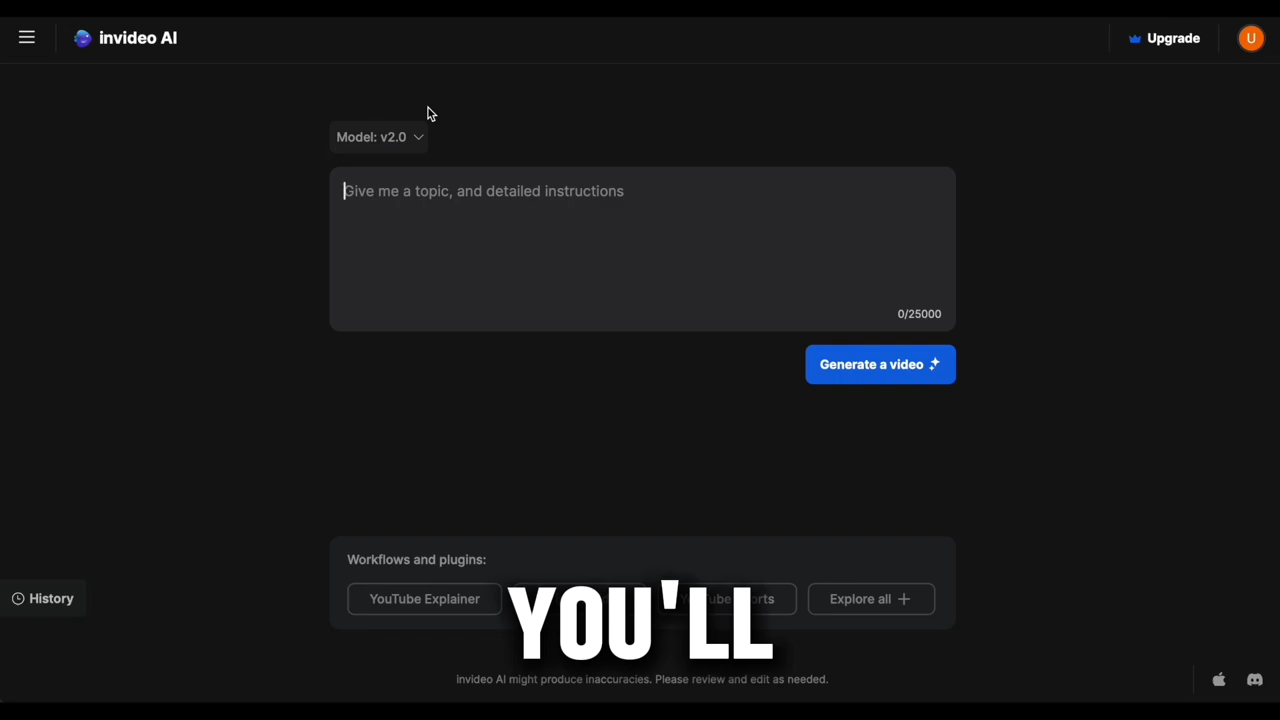 invideo AI
Upgrade
U
Model: v2.0
Give me a topic, and detailed instructions
0/25000
Generate a video
Workflows and plugins:
YouTube Explainer
Explore all +
History
YOU'LL
invideo AI might produce inaccuracies. Please review and edit as needed.